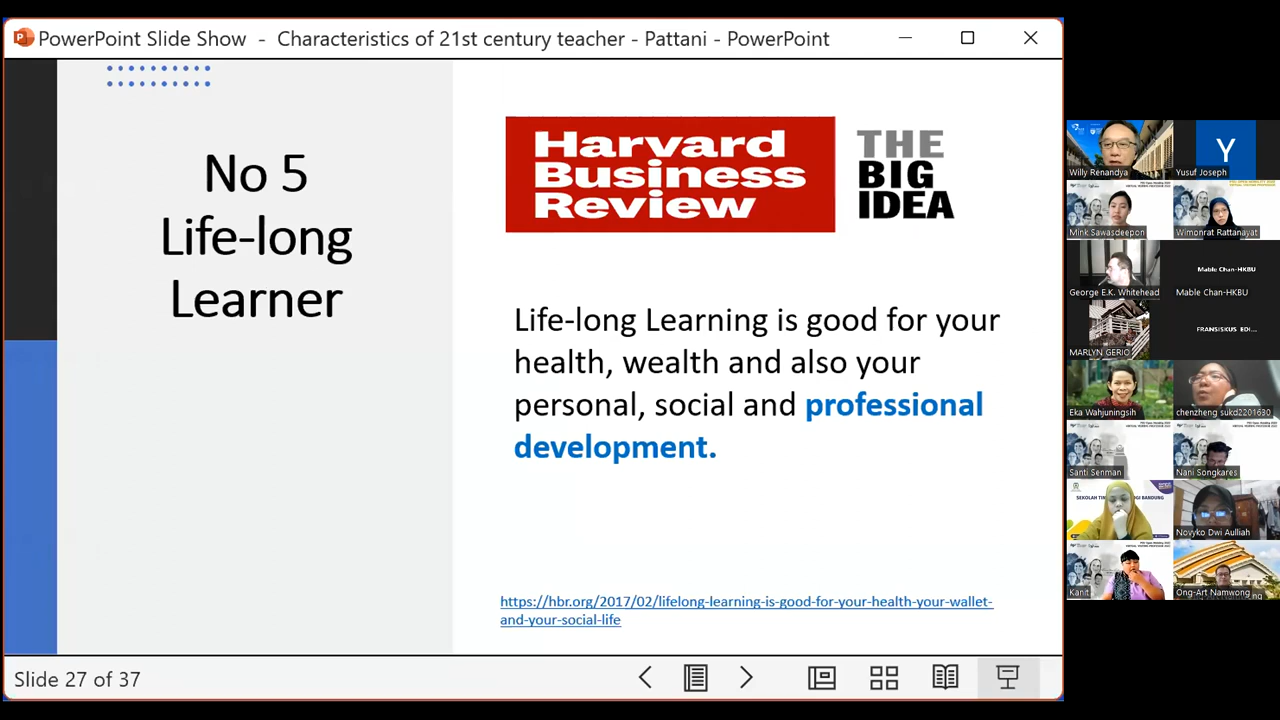 PowerPoint Slide Show - Characteristics of 21st century teacher - Pattani - PowerPoint
No 5
Life-long
Learner
Harvard
Business
Review
THE
BIG
IDEA
Life-long Learning is good for your
health, wealth and also your
personal, social and professional
development.
https://hbr.org/2017/02/lifelong-learning-is-good-for-your-health-your-wallet-
and-your-social-life
Slide 27 of 37
Willy Renandya
Y
Yusuf Joseph
Mink Sawasdeepon
Wimonrat Rattanayat
George E.K. Whitehead
Mable Chan-HKBU
Mable Chan-HKBU
MARLYN GERIO
FRANSISKUS EDI...
Eka Wahjuningsih
chenzheng sukd2201630
Santi Senman
Nani Songkares
Novyko Dwi Aulliah
Kanit
Ong-Art Namwong